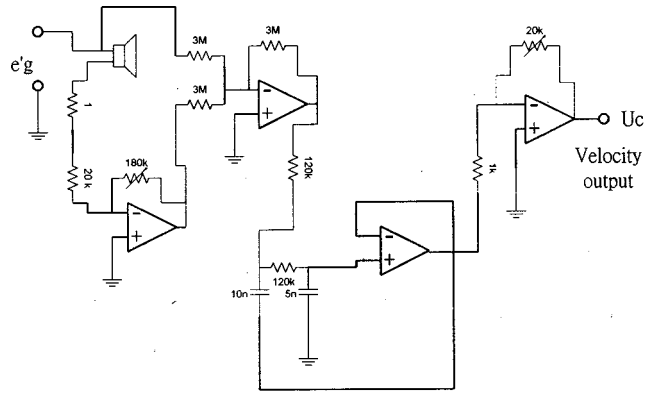 3M
3M
20k
e'g
3M
1
Uc
Velocity
output
120k
1k
20 k
180k
120k
10n
5n